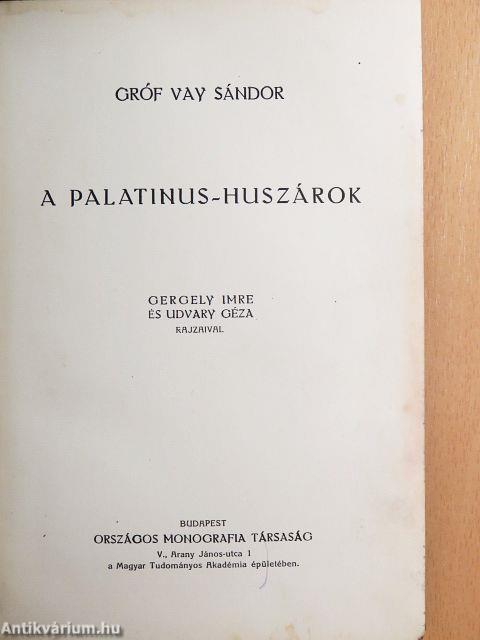 GRÓF VAY SÁNDOR
A PALATINUS-HUSZÁROK
GERGELY IMRE
ÉS UDVARY GÉZA
RAJZAIVAL
BUDAPEST
ORSZÁGOS MONOGRAFIA TÁRSASÁG
V., Arany János-utca 1
a Magyar Tudományos Akadémia épületében.
Antikvárium.hu